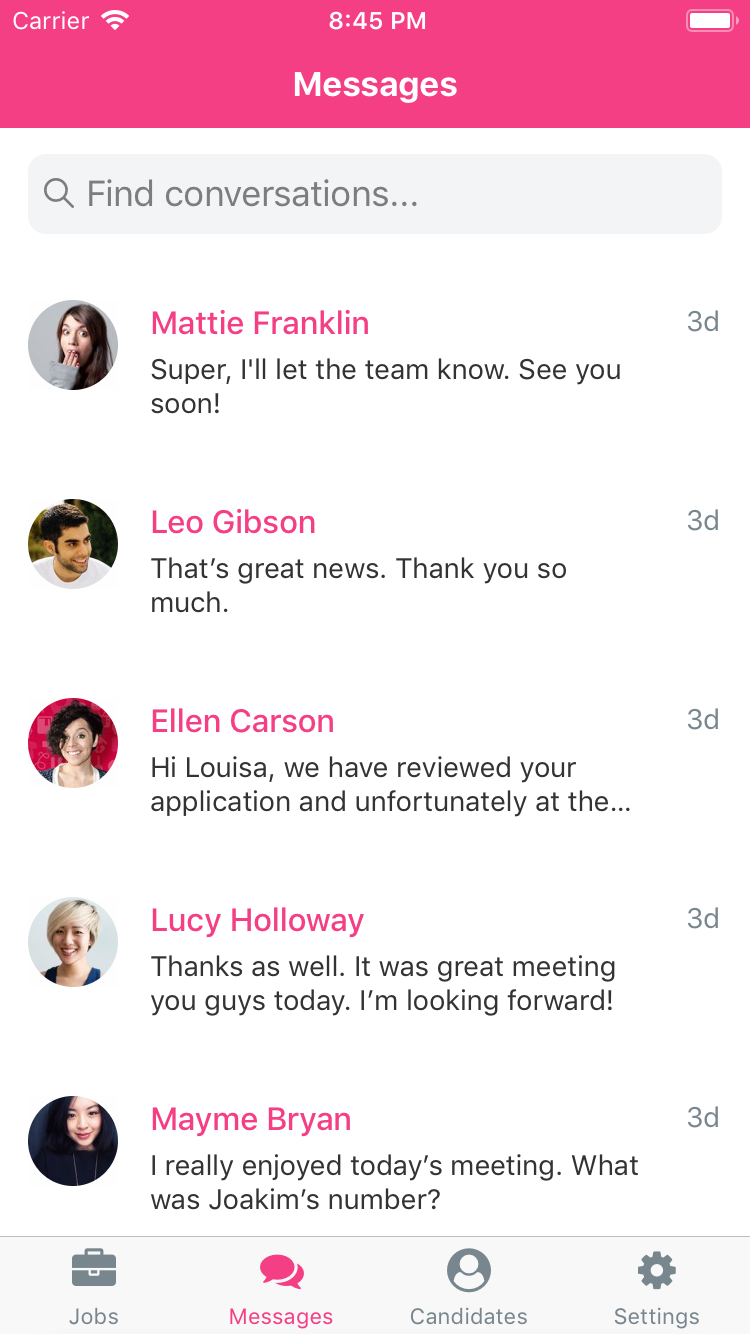 Carrier 8:45 PM
Messages
Find conversations...
Mattie Franklin 3d
Super, I'll let the team know. See you
soon!
Leo Gibson 3d
That’s great news. Thank you so
much.
Ellen Carson 3d
Hi Louisa, we have reviewed your
application and unfortunately at the...
Lucy Holloway 3d
Thanks as well. It was great meeting
you guys today. I’m looking forward!
Mayme Bryan 3d
I really enjoyed today’s meeting. What
was Joakim’s number?
Jobs Messages Candidates Settings